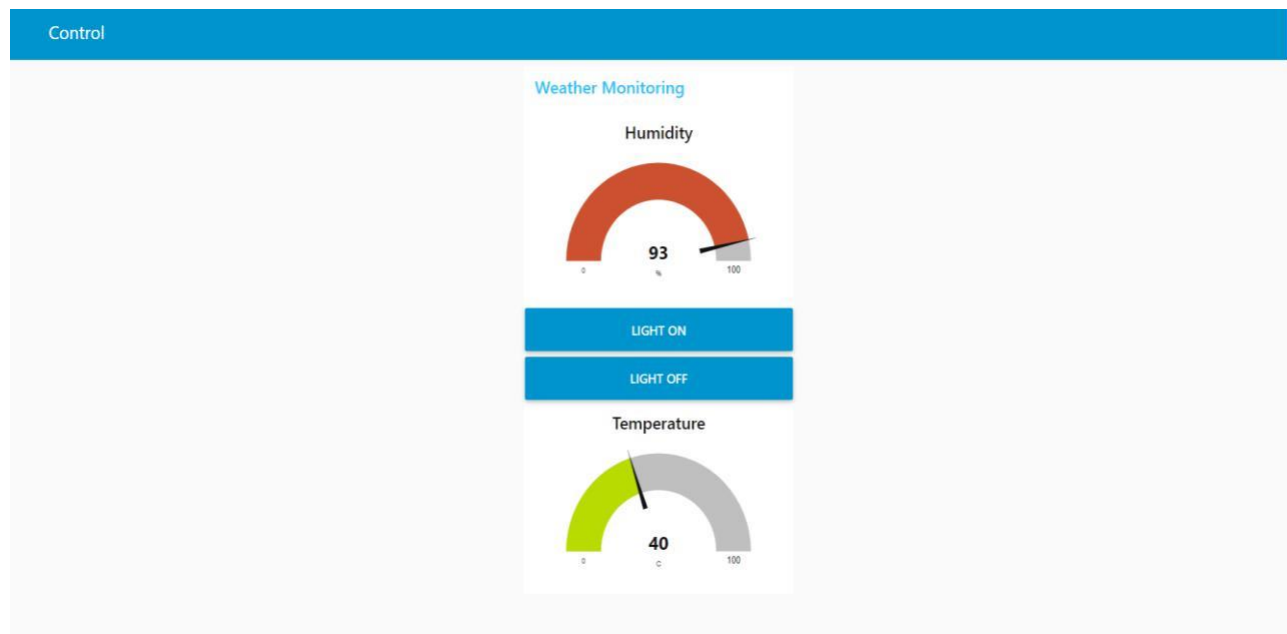 Control
Weather Monitoring
Humidity
93
0
%
100
LIGHT ON
LIGHT OFF
Temperature
40
0
C
100